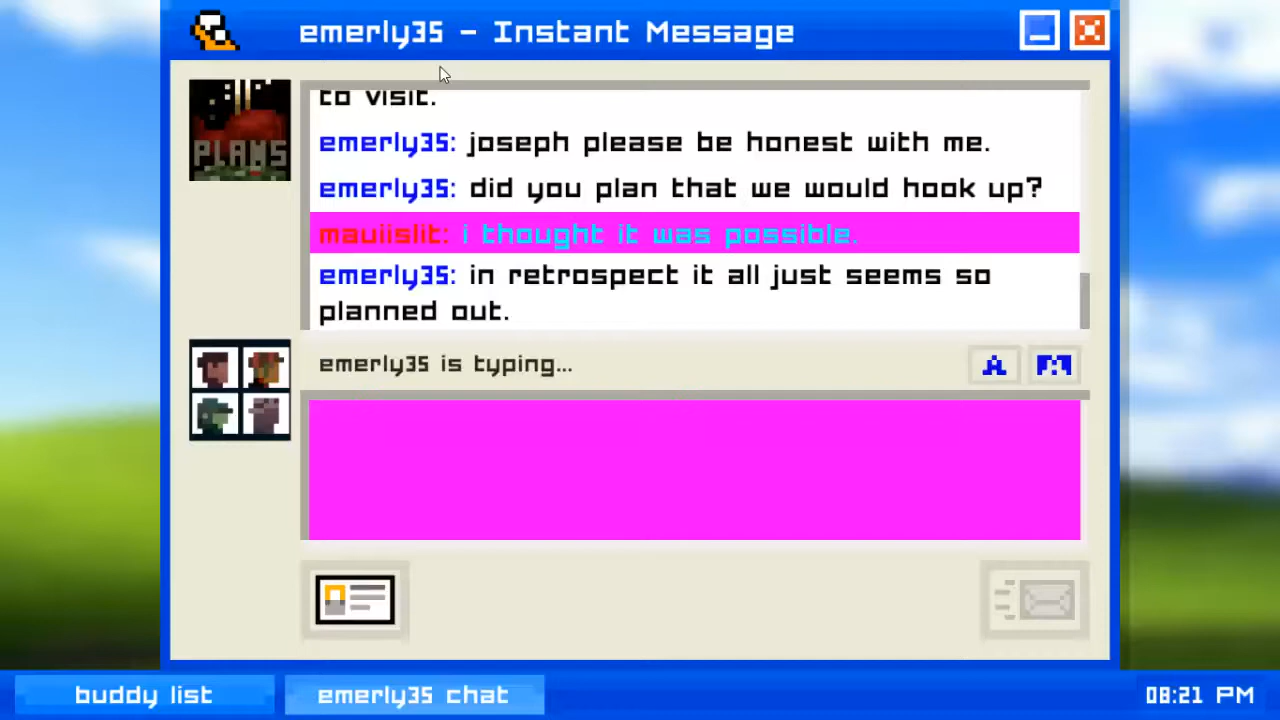 emerly35 - Instant Message
to visit.
emerly35: joseph please be honest with me.
PLANS
emerly35: did you plan that we would hook up?
mauiislit: i thought it was possible.
emerly35: in retrospect it all just seems so
planned out.
emerly35 is typing...
A
buddy list
emerly35 chat
08:21 PM